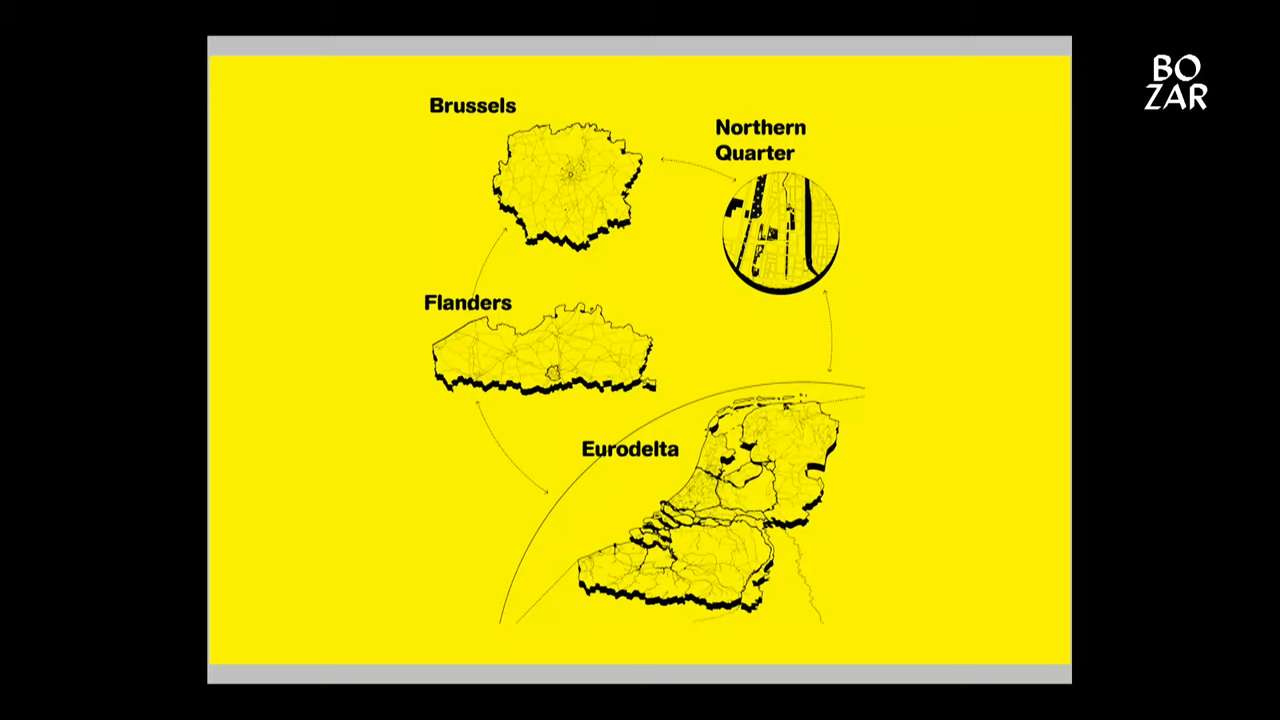 Brussels
Northern
Quarter
Flanders
Eurodelta
BO
ZAR